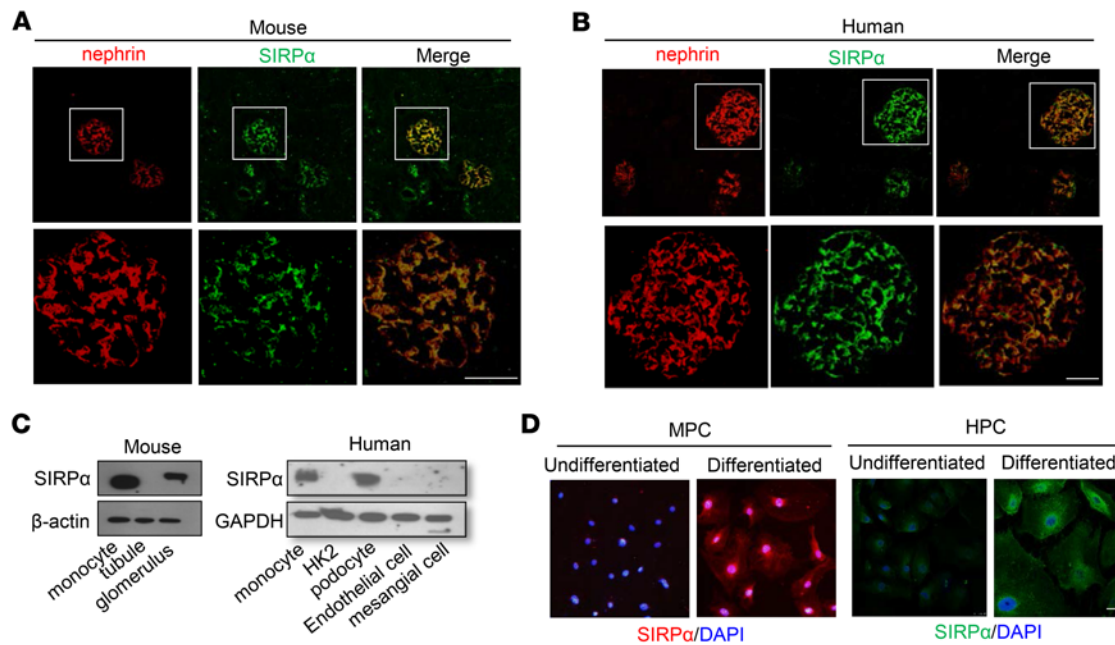 A
Mouse
nephrin SIRPα Merge
B
Human
nephrin SIRPα Merge
C
Mouse
SIRPα
β-actin
monocyte
tubule
glomerulus
Human
SIRPα
GAPDH
monocyte
HK2
podocyte
Endothelial cell
mesangial cell
D
MPC
Undifferentiated Differentiated
SIRPα/DAPI
HPC
Undifferentiated Differentiated
SIRPα/DAPI